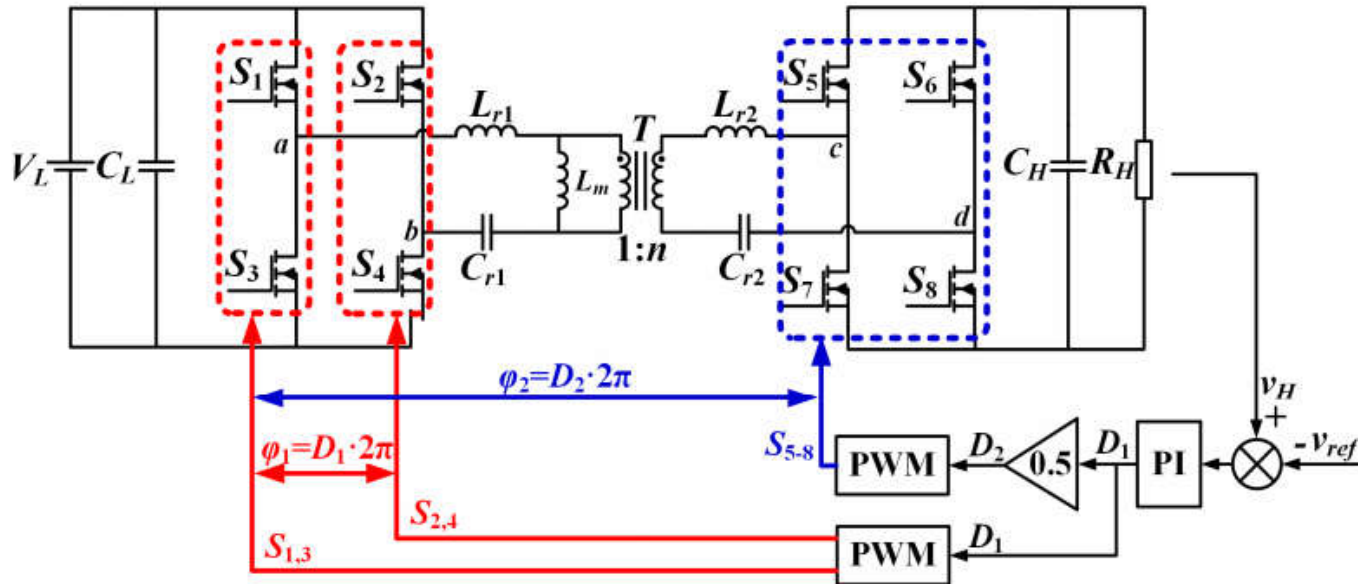 S1
S2
S5
S6
Lr1
T
Lr2
a
c
VL
CL
Lm
CH
RH
b
d
S3
S4
Cr1
1:n
Cr2
S7
S8
φ2=D2·2π
vH
+
φ1=D1·2π
S5-8
PWM
D2
0.5
D1
PI
- vref
S2,4
S1,3
PWM
D1